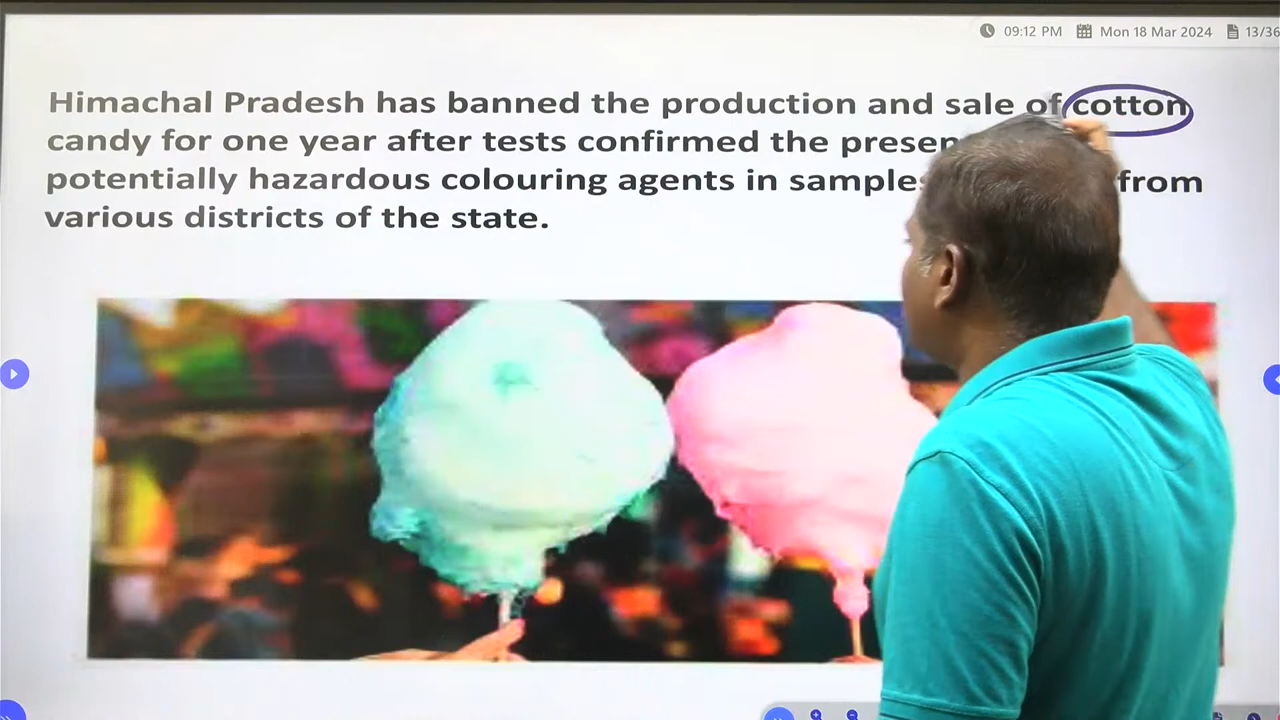 09:12 PM Mon 18 Mar 2024 13/36
Himachal Pradesh has banned the production and sale of cotton
candy for one year after tests confirmed the
potentially hazardous colouring agents in from
various districts of the state.